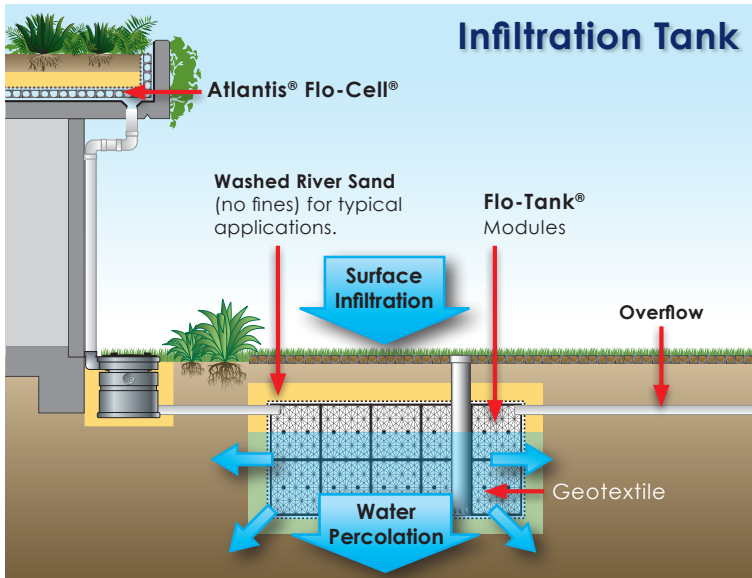 Infiltration Tank
Atlantis® Flo-Cell®
Washed River Sand
(no fines) for typical
applications.
Flo-Tank®
Modules
Surface
Infiltration
Overflow
Geotextile
Water
Percolation